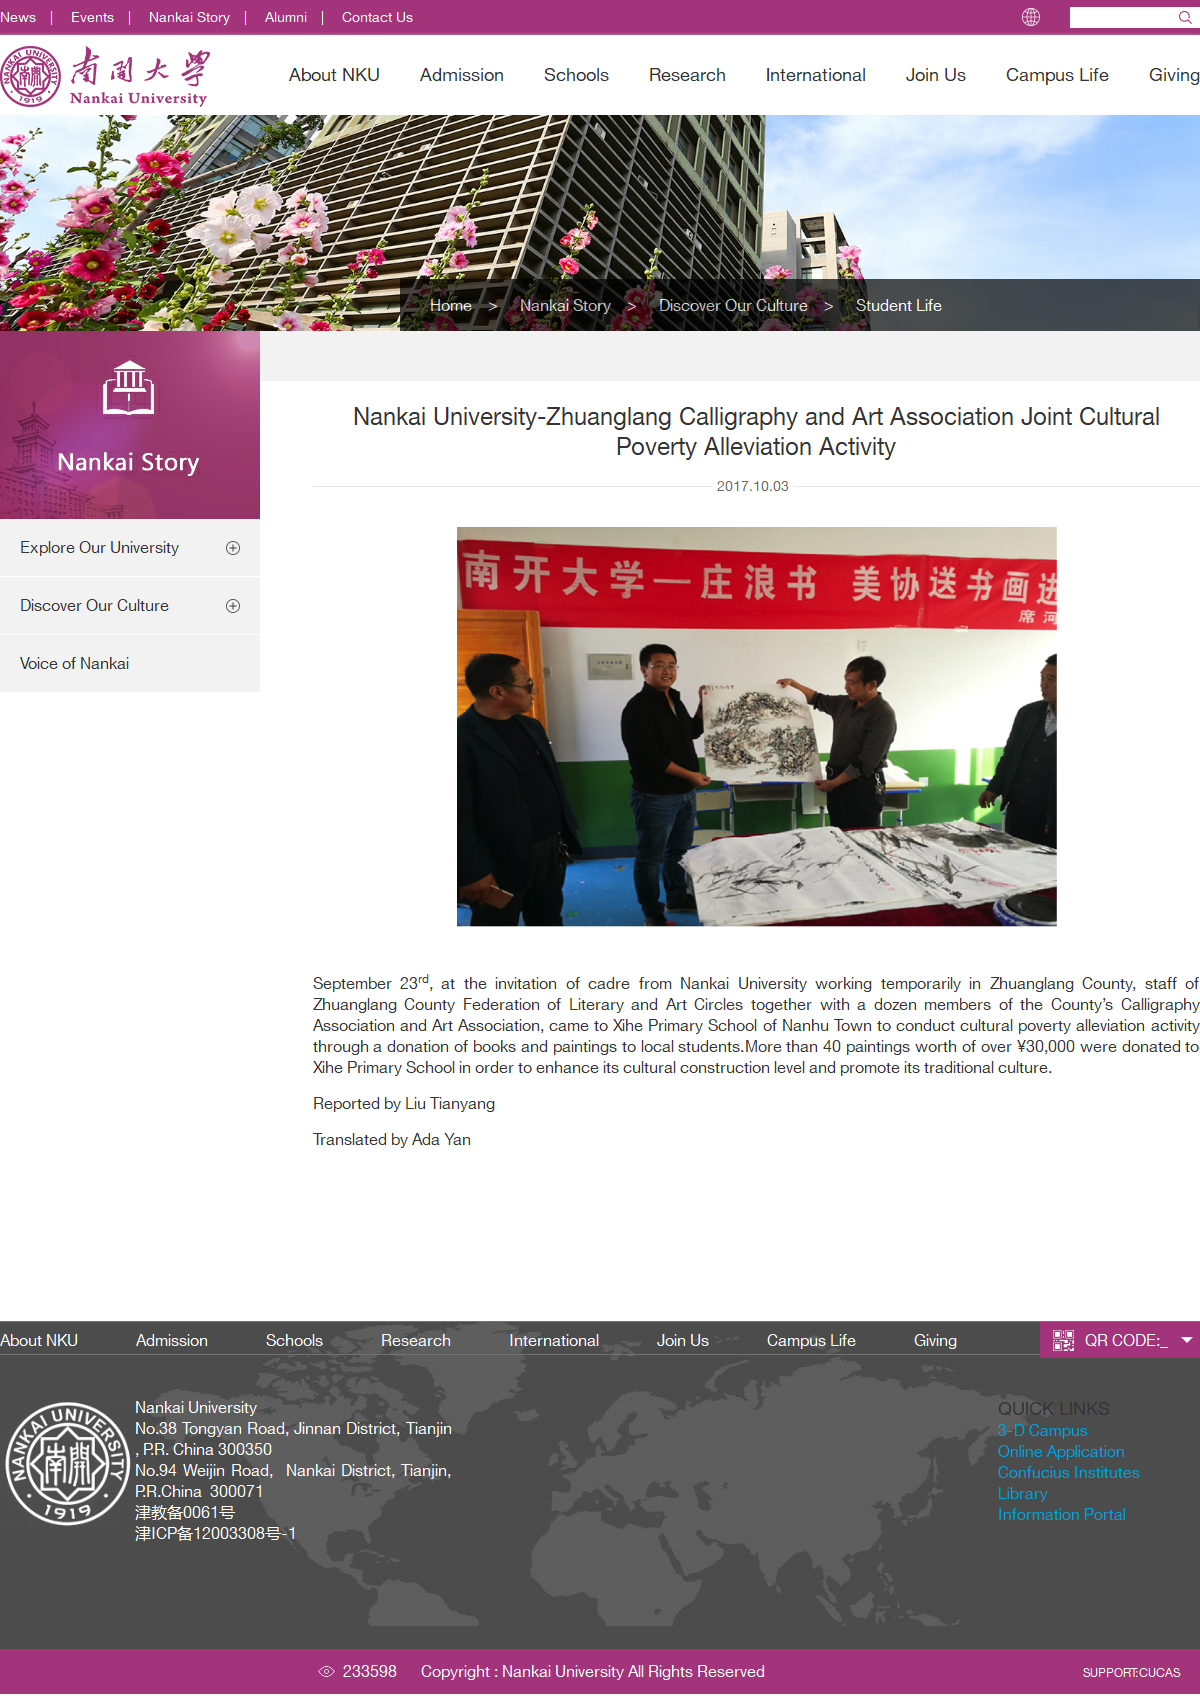 News | Events | Nankai Story | Alumni | Contact Us
NANKAI UNIVERSITY
南開
1919
南開大學
Nankai University
About NKU Admission Schools Research International Join Us Campus Life Giving
Home > Nankai Story > Discover Our Culture > Student Life
Nankai Story
Explore Our University
Discover Our Culture
Voice of Nankai
Nankai University-Zhuanglang Calligraphy and Art Association Joint Cultural
Poverty Alleviation Activity
2017.10.03
南开大学—庄浪书 美协送书画进
席河
September 23rd, at the invitation of cadre from Nankai University working temporarily in Zhuanglang County, staff of
Zhuanglang County Federation of Literary and Art Circles together with a dozen members of the County’s Calligraphy
Association and Art Association, came to Xihe Primary School of Nanhu Town to conduct cultural poverty alleviation activity
through a donation of books and paintings to local students.More than 40 paintings worth of over ¥30,000 were donated to
Xihe Primary School in order to enhance its cultural construction level and promote its traditional culture.
Reported by Liu Tianyang
Translated by Ada Yan
About NKU Admission Schools Research International Join Us Campus Life Giving QR CODE:_
NANKAI UNIVERSITY
南開
1919
Nankai University
No.38 Tongyan Road, Jinnan District, Tianjin
, P.R. China 300350
No.94 Weijin Road, Nankai District, Tianjin,
P.R.China 300071
津教备0061号
津ICP备12003308号-1
QUICK LINKS
3-D Campus
Online Application
Confucius Institutes
Library
Information Portal
233598 Copyright : Nankai University All Rights Reserved
SUPPORT:CUCAS